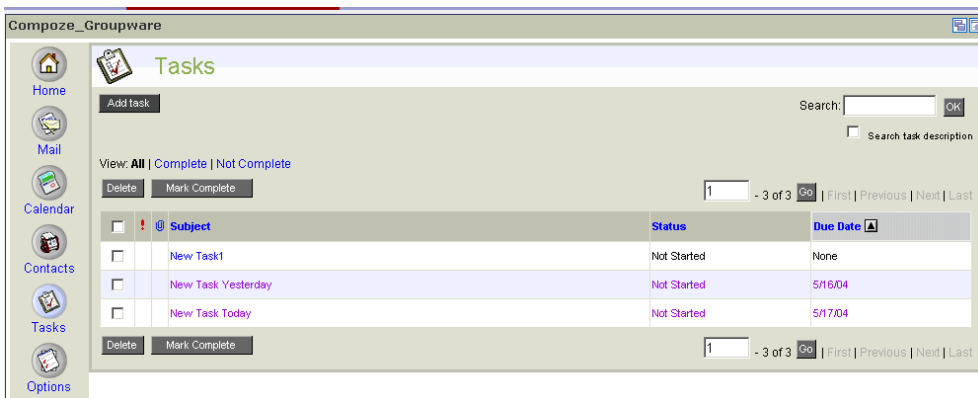 Compoze_Groupware
Home
Mail
Calendar
Contacts
Tasks
Options
Tasks
Add task
Search: OK
Search task description
View: All | Complete | Not Complete
Delete Mark Complete 1 - 3 of 3 Go | First | Previous | Next | Last
! Subject Status Due Date
New Task1 Not Started None
New Task Yesterday Not Started 5/16/04
New Task Today Not Started 5/17/04
Delete Mark Complete 1 - 3 of 3 Go | First | Previous | Next | Last